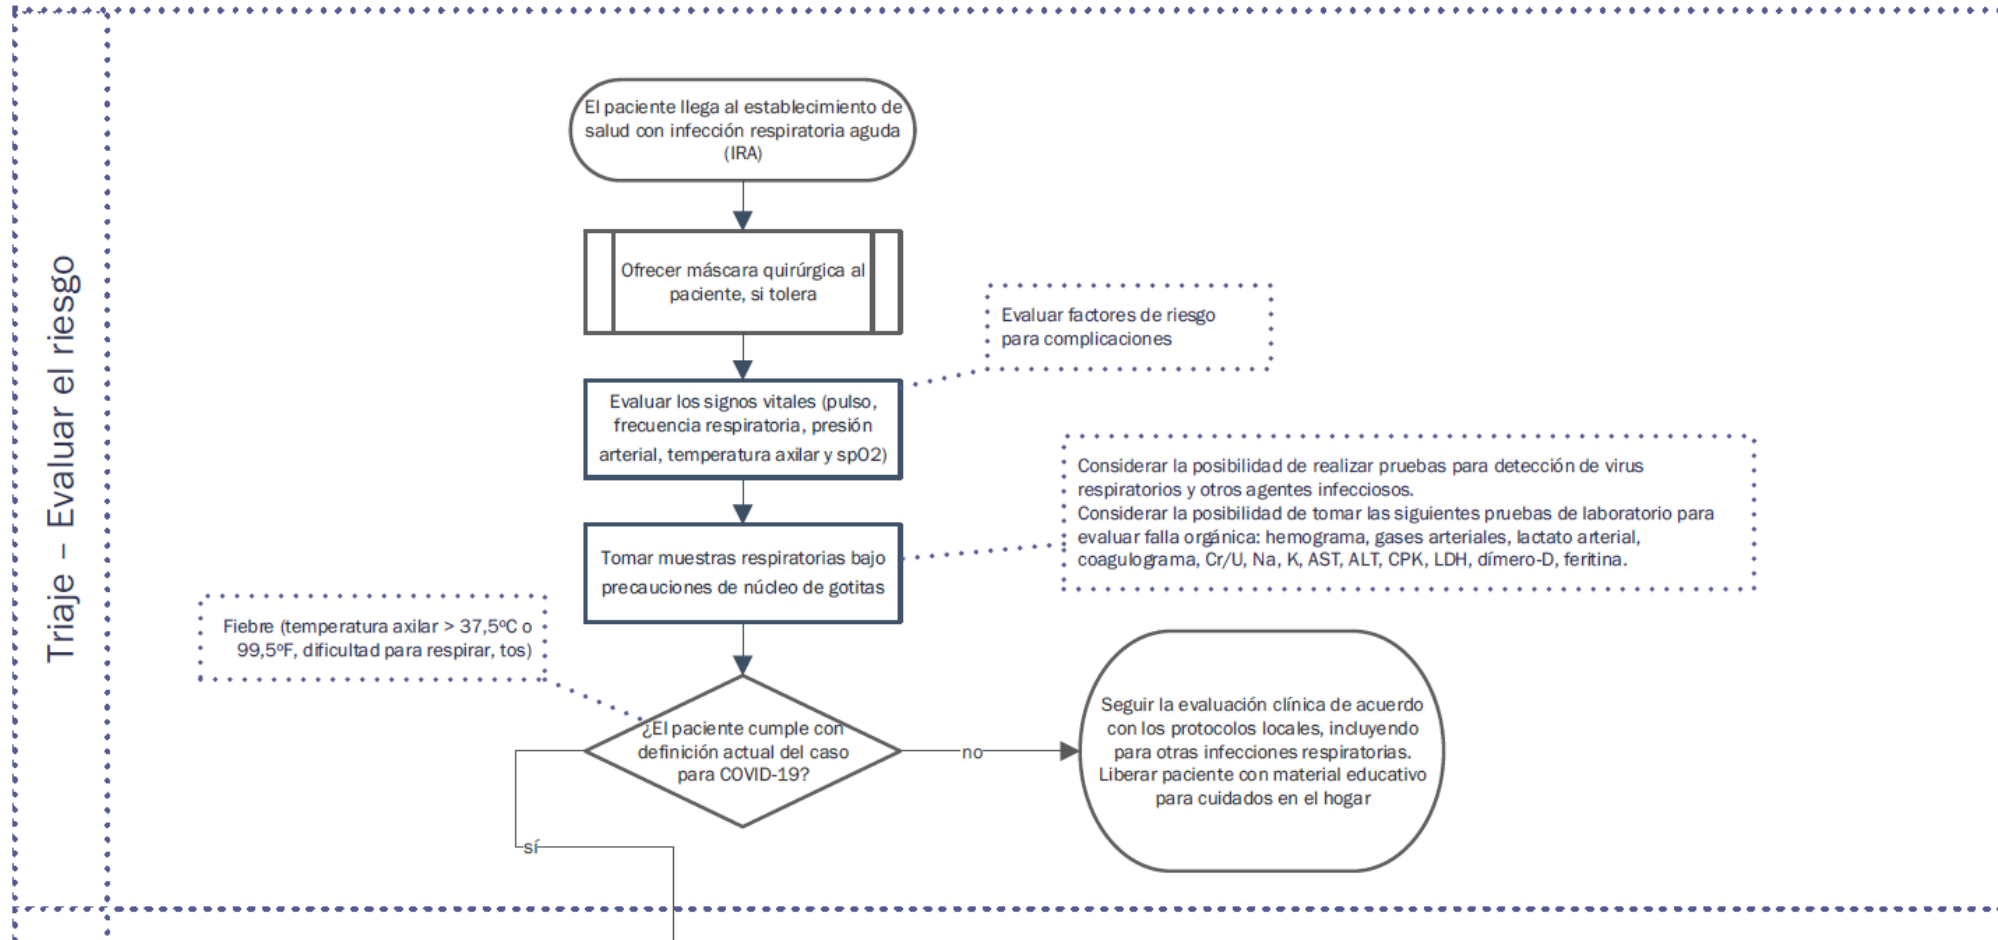 Triaje – Evaluar el riesgo
El paciente llega al establecimiento de
salud con infección respiratoria aguda
(IRA)
Ofrecer máscara quirúrgica al
paciente, si tolera
Evaluar factores de riesgo
para complicaciones
Evaluar los signos vitales (pulso,
frecuencia respiratoria, presión
arterial, temperatura axilar y spO2)
Considerar la posibilidad de realizar pruebas para detección de virus
respiratorios y otros agentes infecciosos.
Considerar la posibilidad de tomar las siguientes pruebas de laboratorio para
evaluar falla orgánica: hemograma, gases arteriales, lactato arterial,
coagulograma, Cr/U, Na, K, AST, ALT, CPK, LDH, dímero-D, feritina.
Tomar muestras respiratorias bajo
precauciones de núcleo de gotitas
Fiebre (temperatura axilar > 37,5ºC o
99,5ºF, dificultad para respirar, tos)
¿El paciente cumple con
definición actual del caso
para COVID-19?
no
Seguir la evaluación clínica de acuerdo
con los protocolos locales, incluyendo
para otras infecciones respiratorias.
Liberar paciente con material educativo
para cuidados en el hogar
sí